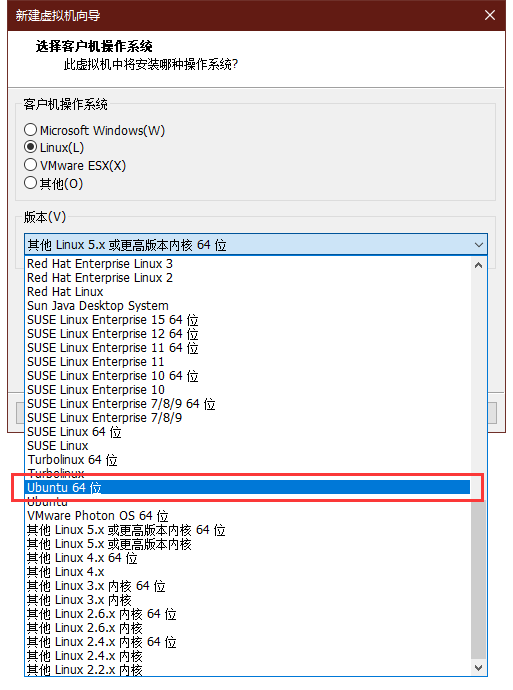 新建虚拟机向导
选择客户机操作系统
此虚拟机中将安装哪种操作系统?
客户机操作系统
Microsoft Windows(W)
Linux(L)
VMware ESX(X)
其他(O)
版本(V)
其他 Linux 5.x 或更高版本内核 64 位
Red Hat Enterprise Linux 3
Red Hat Enterprise Linux 2
Red Hat Linux
Sun Java Desktop System
SUSE Linux Enterprise 15 64 位
SUSE Linux Enterprise 12 64 位
SUSE Linux Enterprise 11 64 位
SUSE Linux Enterprise 11
SUSE Linux Enterprise 10 64 位
SUSE Linux Enterprise 10
SUSE Linux Enterprise 7/8/9 64 位
SUSE Linux Enterprise 7/8/9
SUSE Linux 64 位
SUSE Linux
Turbolinux 64 位
Turbolinux
Ubuntu 64 位
Ubuntu
VMware Photon OS 64 位
其他 Linux 5.x 或更高版本内核 64 位
其他 Linux 5.x 或更高版本内核
其他 Linux 4.x 64 位
其他 Linux 4.x
其他 Linux 3.x 内核 64 位
其他 Linux 3.x 内核
其他 Linux 2.6.x 内核 64 位
其他 Linux 2.6.x 内核
其他 Linux 2.4.x 内核 64 位
其他 Linux 2.4.x 内核
其他 Linux 2.2.x 内核